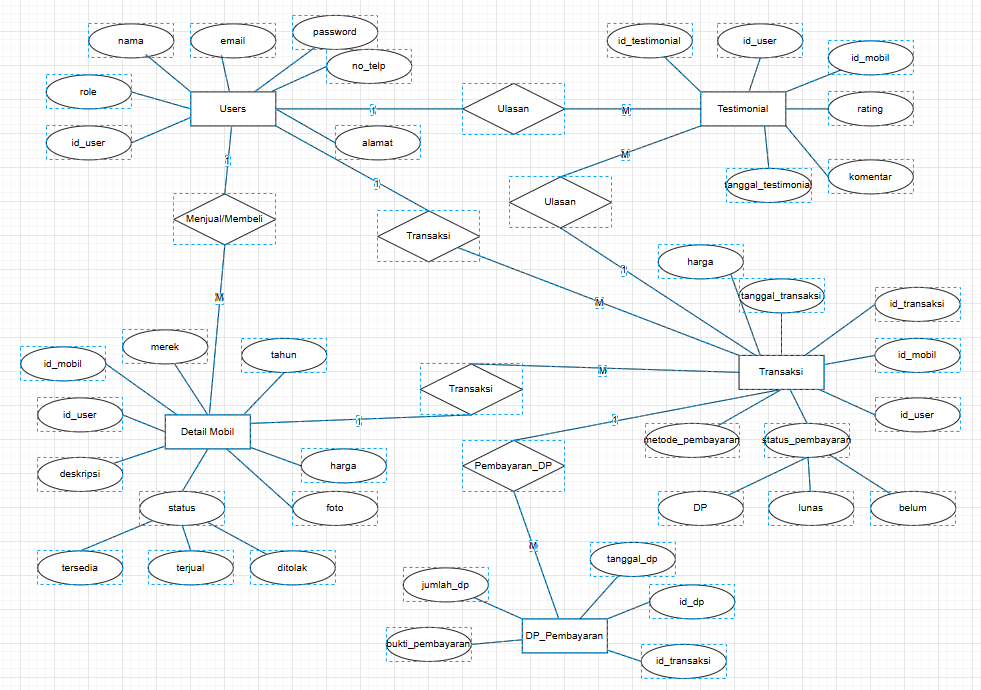 password
nama
email
id_testimonial
id_user
id_mobil
no_telp
role
Users
1
Ulasan
M
Testimonial
rating
id_user
alamat
M
1
komentar
1
tanggal_testimonial
Ulasan
Menjual/Membeli
Transaksi
harga
1
M
tanggal_transaksi
M
id_transaksi
merek
tahun
id_mobil
id_mobil
M
Transaksi
Transaksi
id_user
id_user
1
1
Detail Mobil
metode_pembayaran
status_pembayaran
harga
Pembayaran_DP
deskripsi
status
foto
DP
lunas
belum
M
tanggal_dp
tersedia
terjual
ditolak
jumlah_dp
id_dp
DP_Pembayaran
bukti_pembayaran
id_transaksi